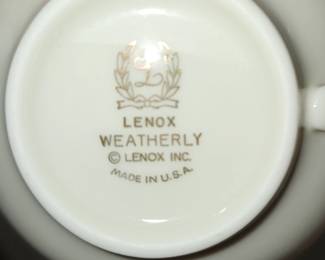 L
LENOX
WEATHERLY
© LENOX INC.
MADE IN U.S.A.